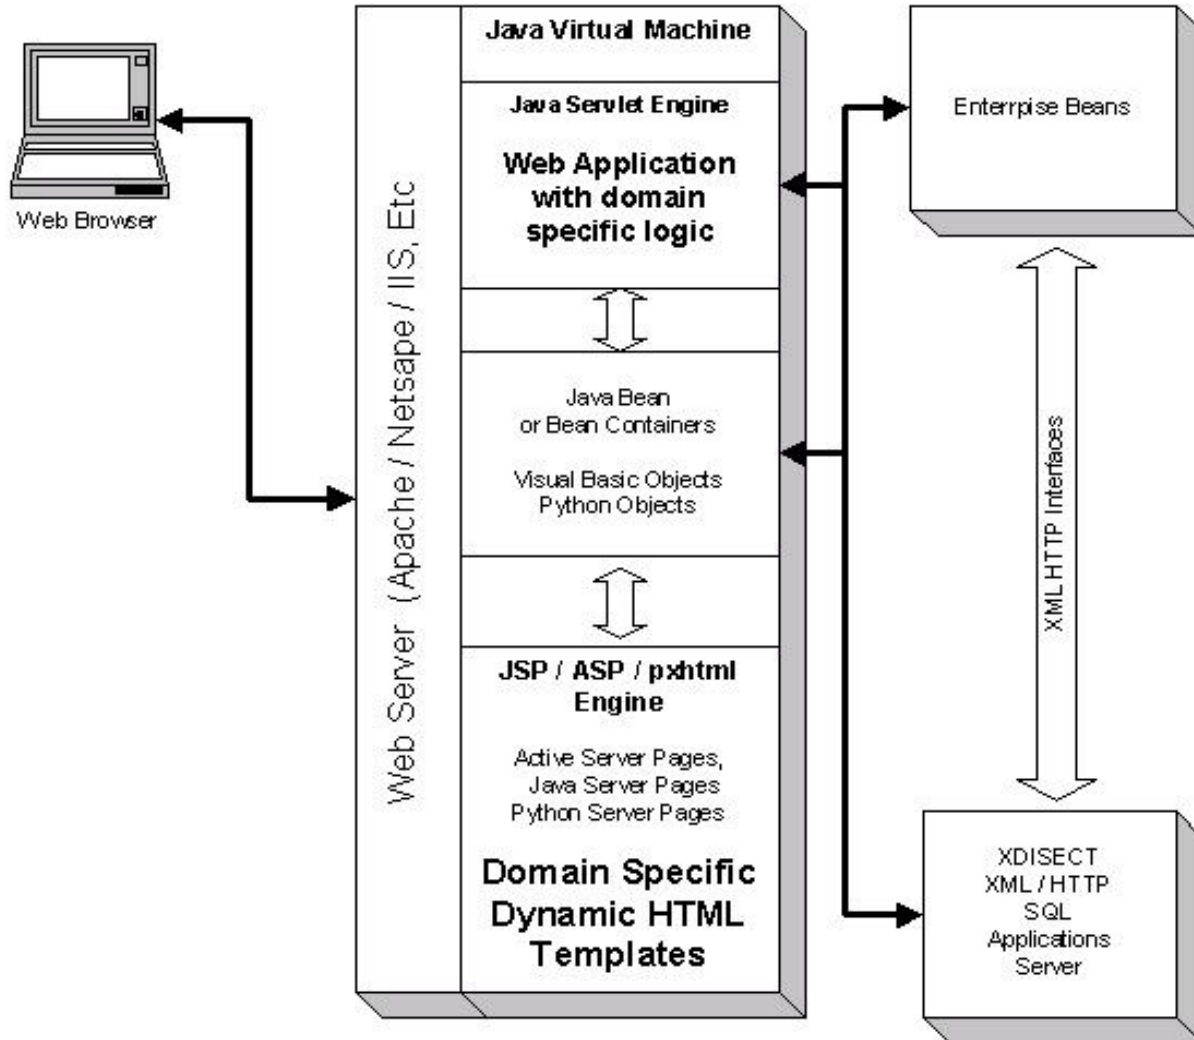 Web Browser
Web Server (Apache / Netsape / IIS, Etc
Java Virtual Machine
Java Servlet Engine
Web Application
with domain
specific logic
Java Bean
or Bean Containers
Visual Basic Objects
Python Objects
JSP / ASP / pxhtml
Engine
Active Server Pages,
Java Server Pages
Python Server Pages
Domain Specific
Dynamic HTML
Templates
Enterrpise Beans
XML HTTP Interfaces
XDISECT
XML / HTTP
SQL
Applications
Server